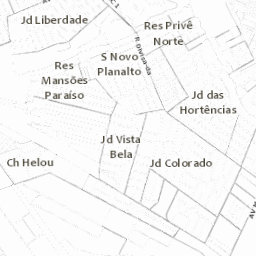 Jd Liberdade
Res Privê
Norte
S Novo
Planalto
Res
Mansões
Paraíso
Jd das
Hortências
Jd Vista
Bela
Jd Colorado
Ch Helou